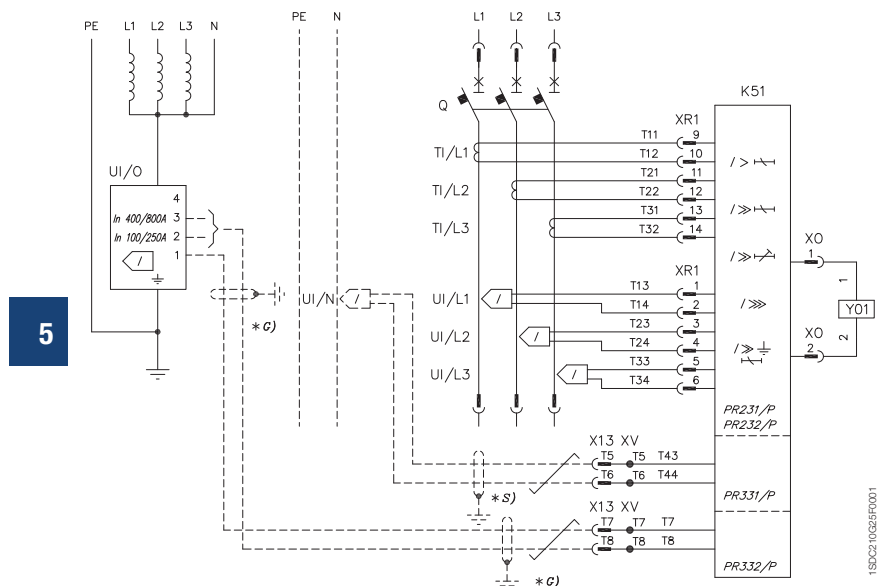 PE L1 L2 L3 N
PE N
L1 L2 L3
Q
K51
XR1
TI/L1 T11 9
T12 10
TI/L2 T21 11
T22 12
TI/L3 T31 13
T32 14
I >
I ≫
I ≫
I ⋙
I ≫
UI/O
4
In 400/800A 3
In 100/250A 2
1
I
*G)
UI/N I
XR1
UI/L1 I T13 1
T14 2
UI/L2 I T23 3
T24 4
UI/L3 I T33 5
T34 6
XO
1
1
YO1
XO
2
2
5
PR231/P
PR232/P
X13 XV
T5 T5 T43
T6 T6 T44
*S)
PR331/P
X13 XV
T7 T7 T7
T8 T8 T8
*G)
PR332/P
1SDC210G25F0001